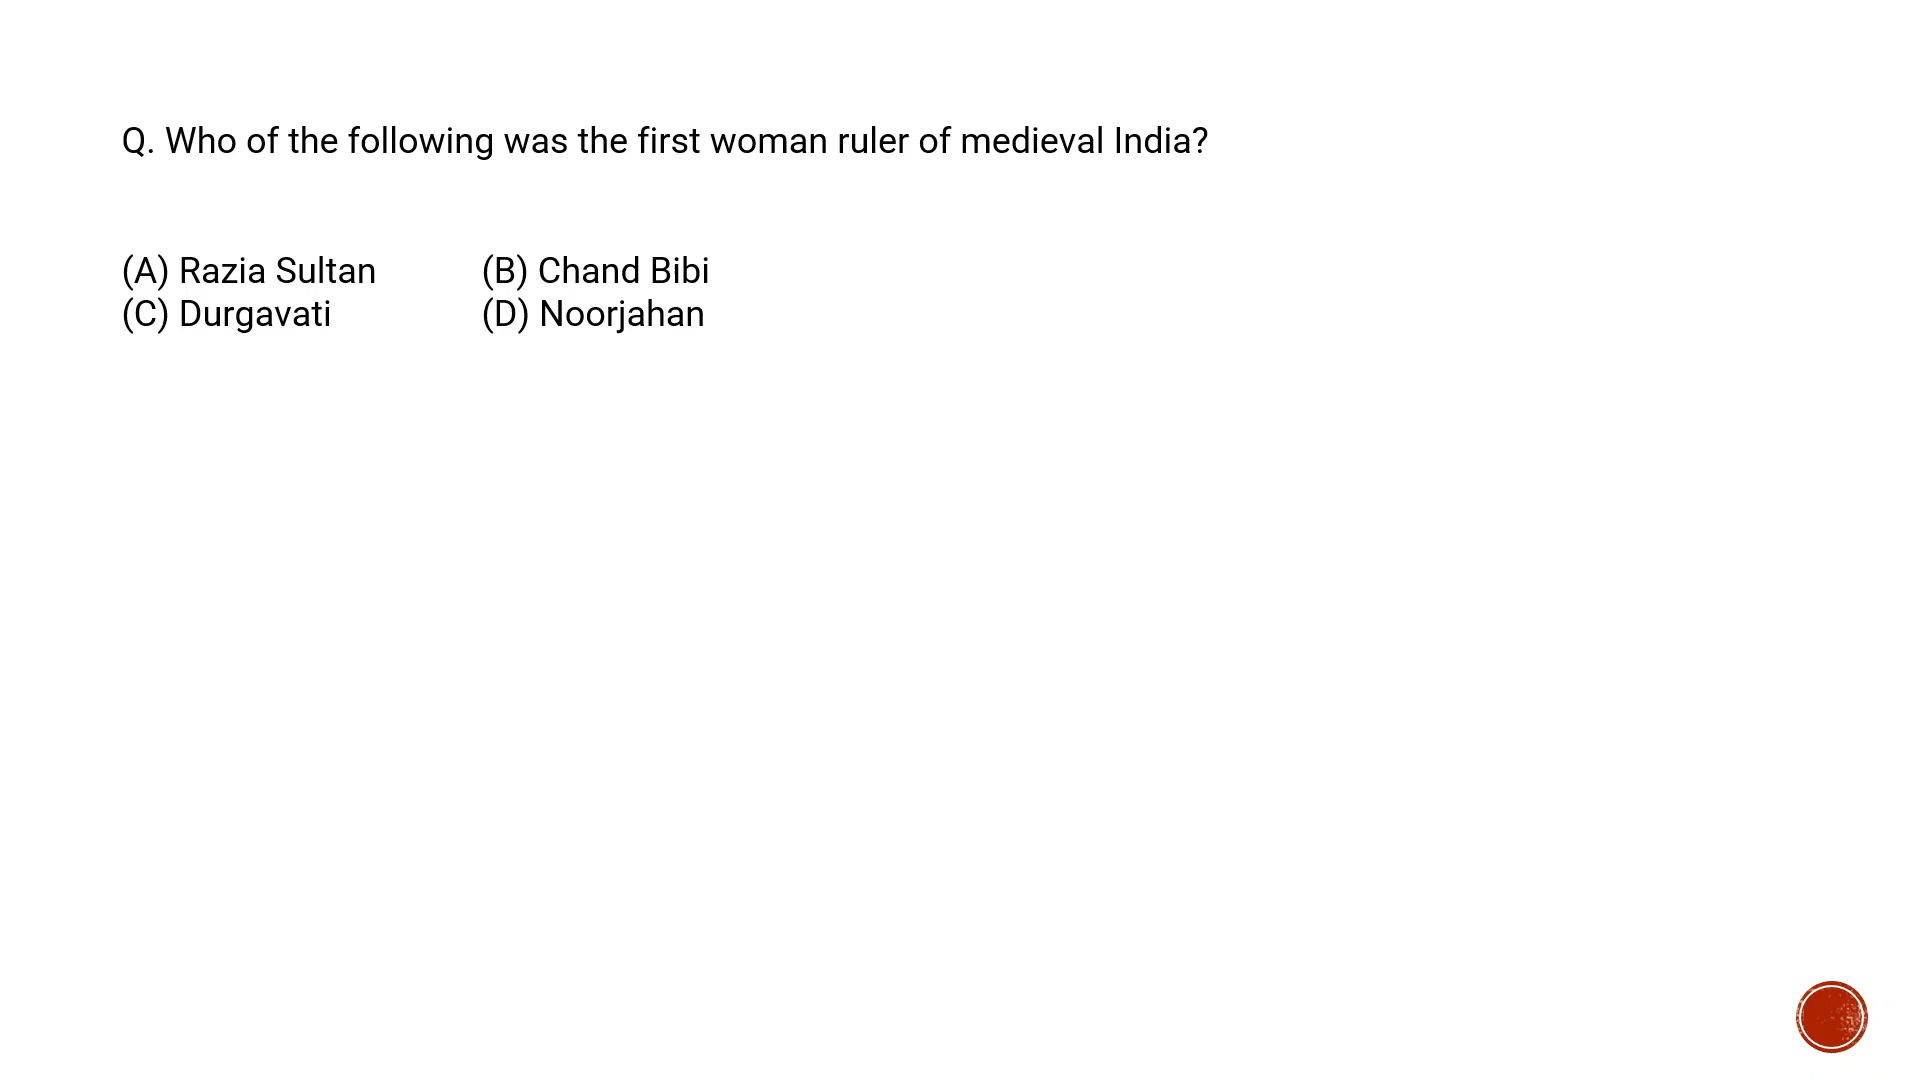 Q. Who of the following was the first woman ruler of medieval India?
(A) Razia Sultan (B) Chand Bibi
(C) Durgavati (D) Noorjahan